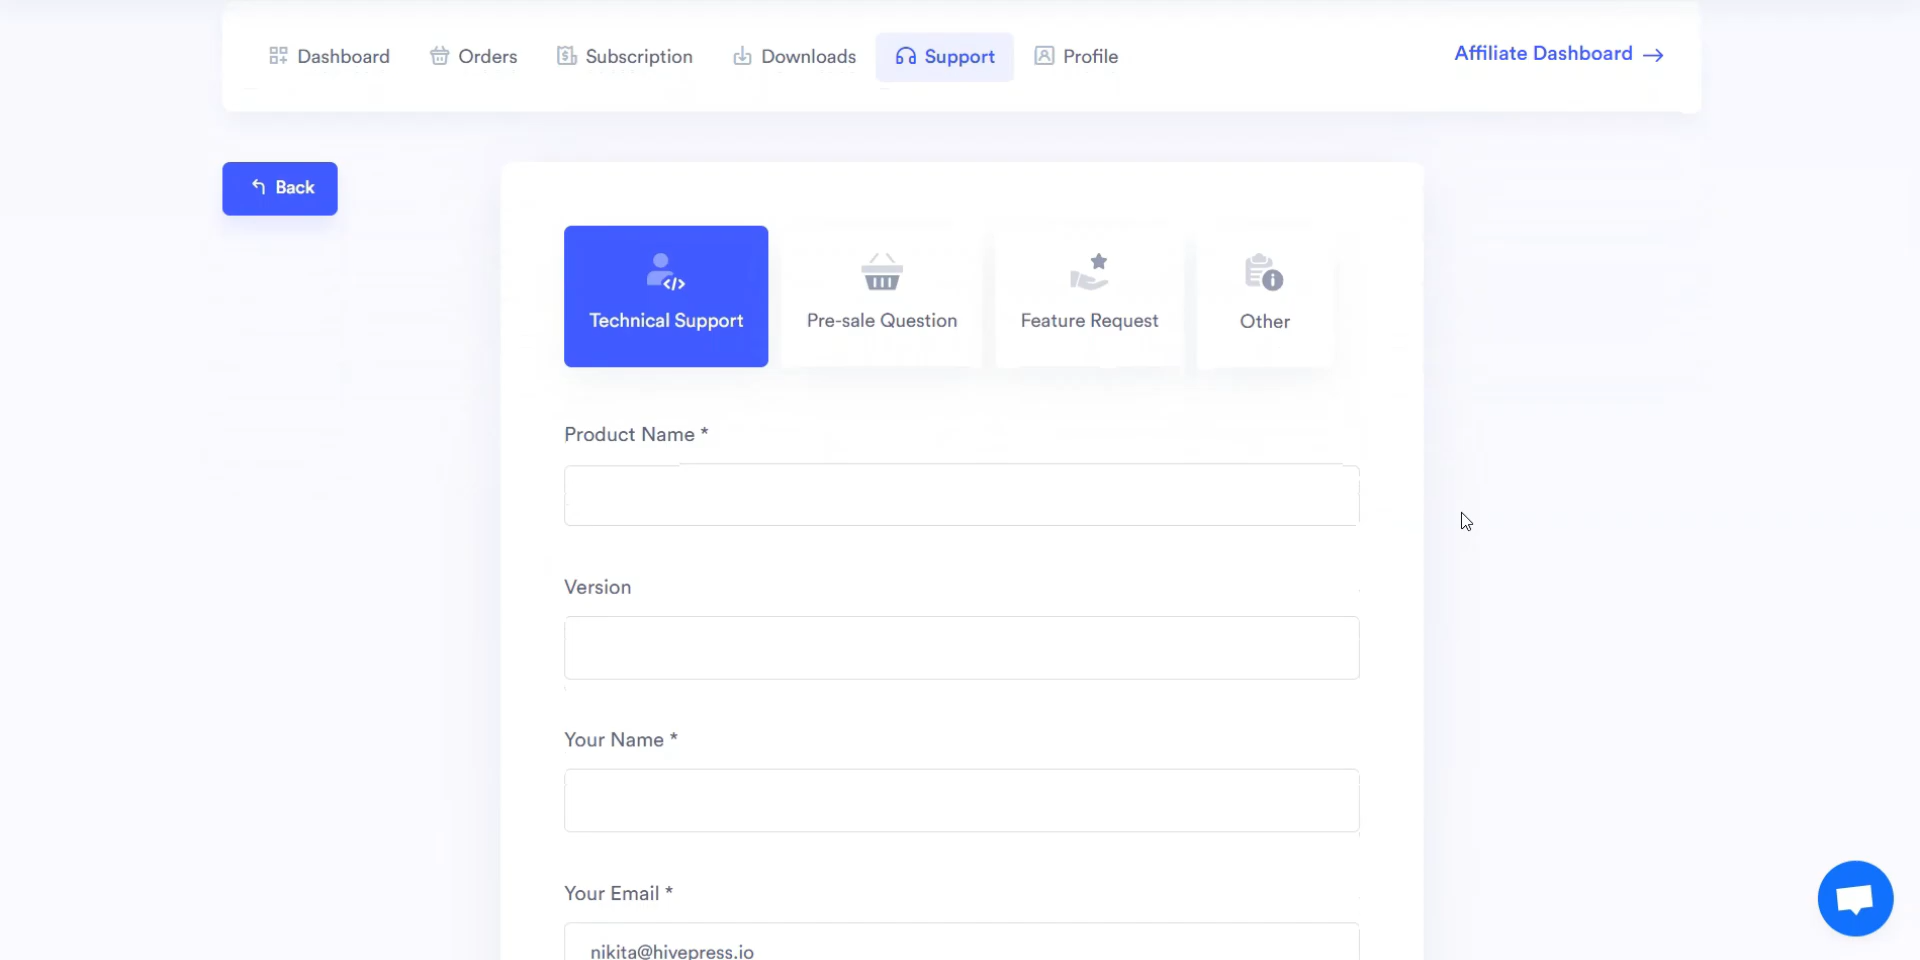 Dashboard
Orders
Subscription
Downloads
Support
Profile
Affiliate Dashboard →
Back
Technical Support
Pre-sale Question
Feature Request
Other
Product Name *
Version
Your Name *
Your Email *
nikita@hivepress.io